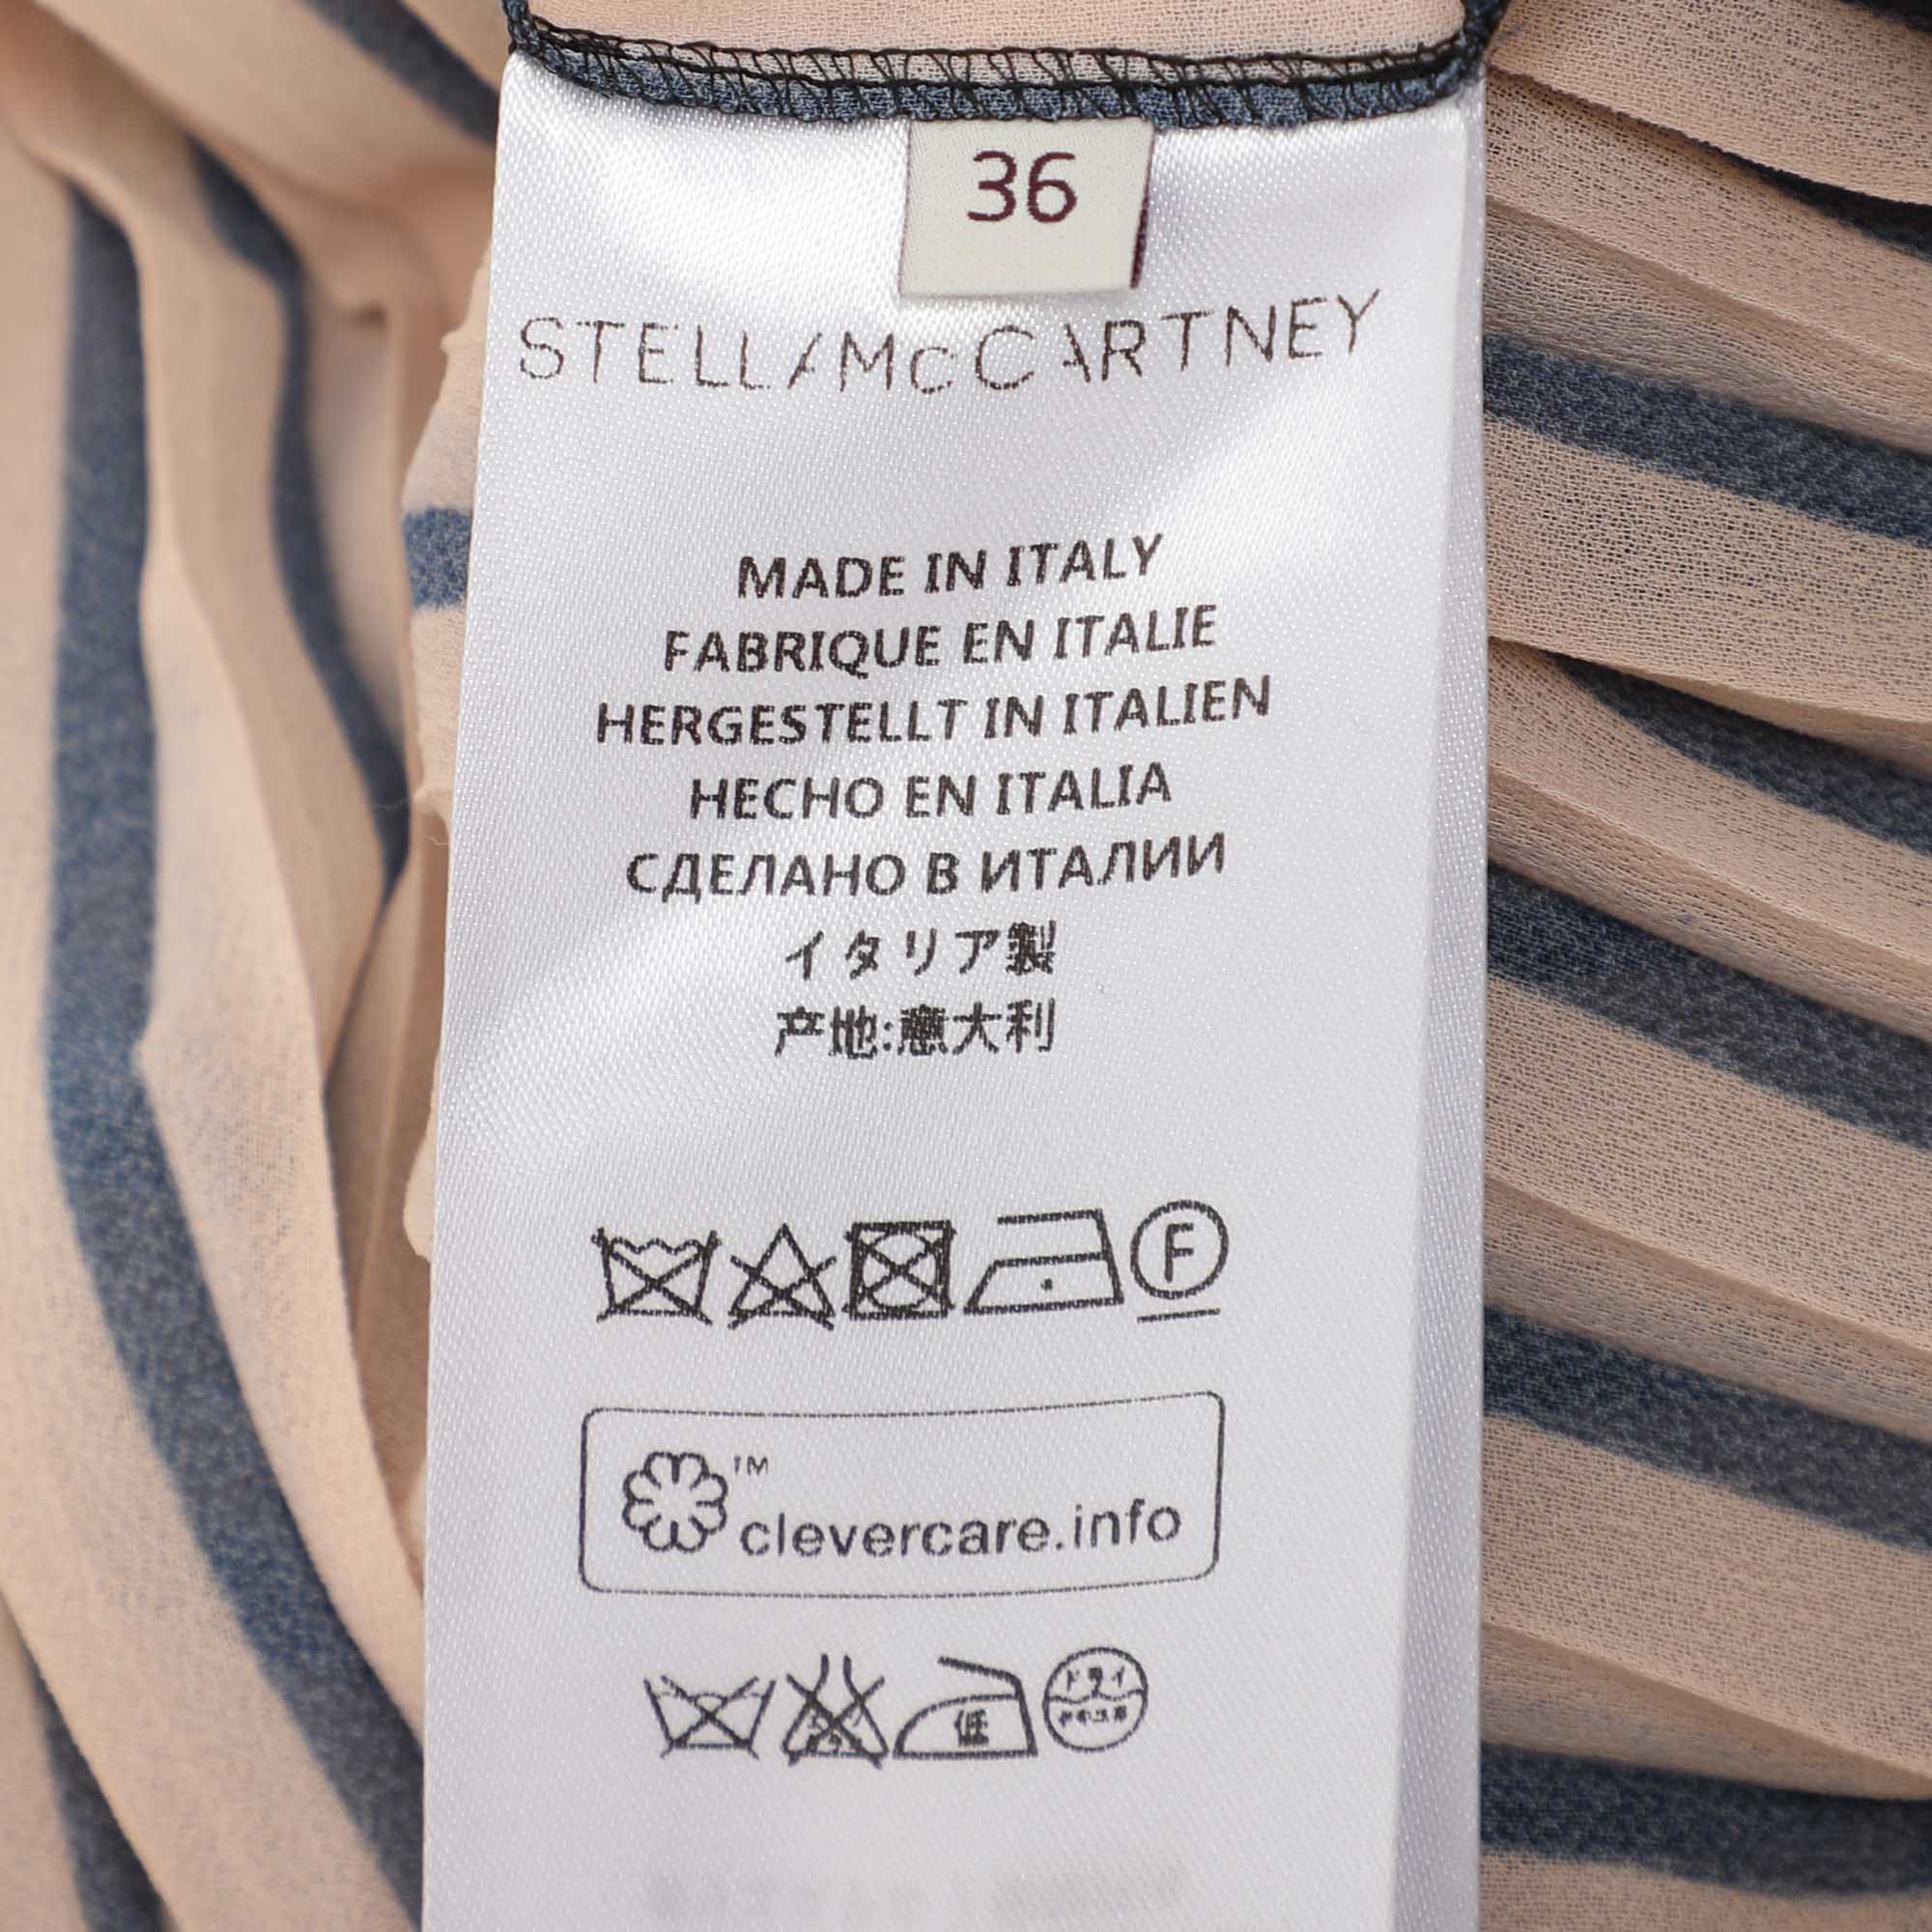 36
STELLA McCARTNEY
MADE IN ITALY
FABRIQUE EN ITALIE
HERGESTELLT IN ITALIEN
HECHO EN ITALIA
СДЕЛАНО В ИТАЛИИ
イタリア製
产地:意大利
F
™
clevercare.info
低
ドライ